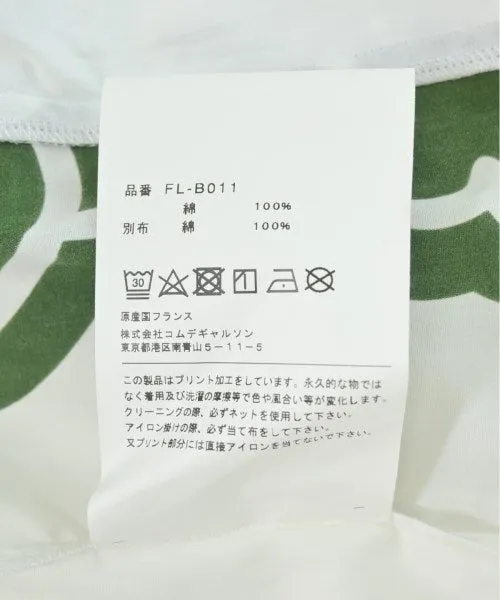 品番 FL-B011
綿 100%
別布 綿 100%
30
原産国フランス
株式会社コムデギャルソン
東京都港区南青山5-11-5
この製品はプリント加工をしています。永久的な物では
なく着用及び洗濯の摩擦等で色や風合い等が変化します。
クリーニングの際、必ずネットを使用して下さい。
アイロン掛けの際、必ず当て布をして下さい。
又プリント部分には直接アイロンを当てないで下さい。